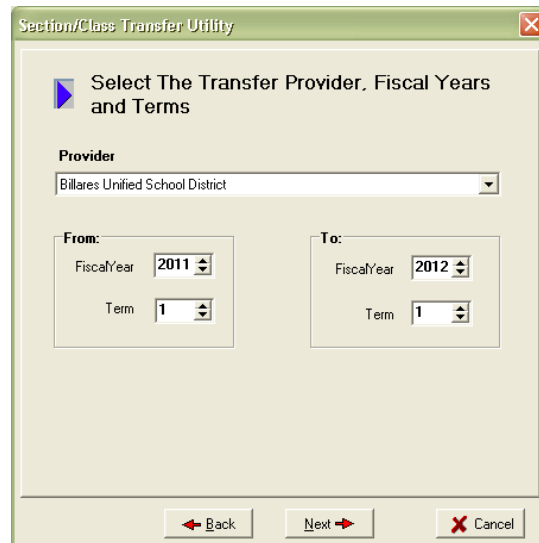 Section/Class Transfer Utility
Select The Transfer Provider, Fiscal Years
and Terms
Provider
Billares Unified School District
From:
FiscalYear 2011
Term 1
To:
FiscalYear 2012
Term 1
Back
Next
Cancel